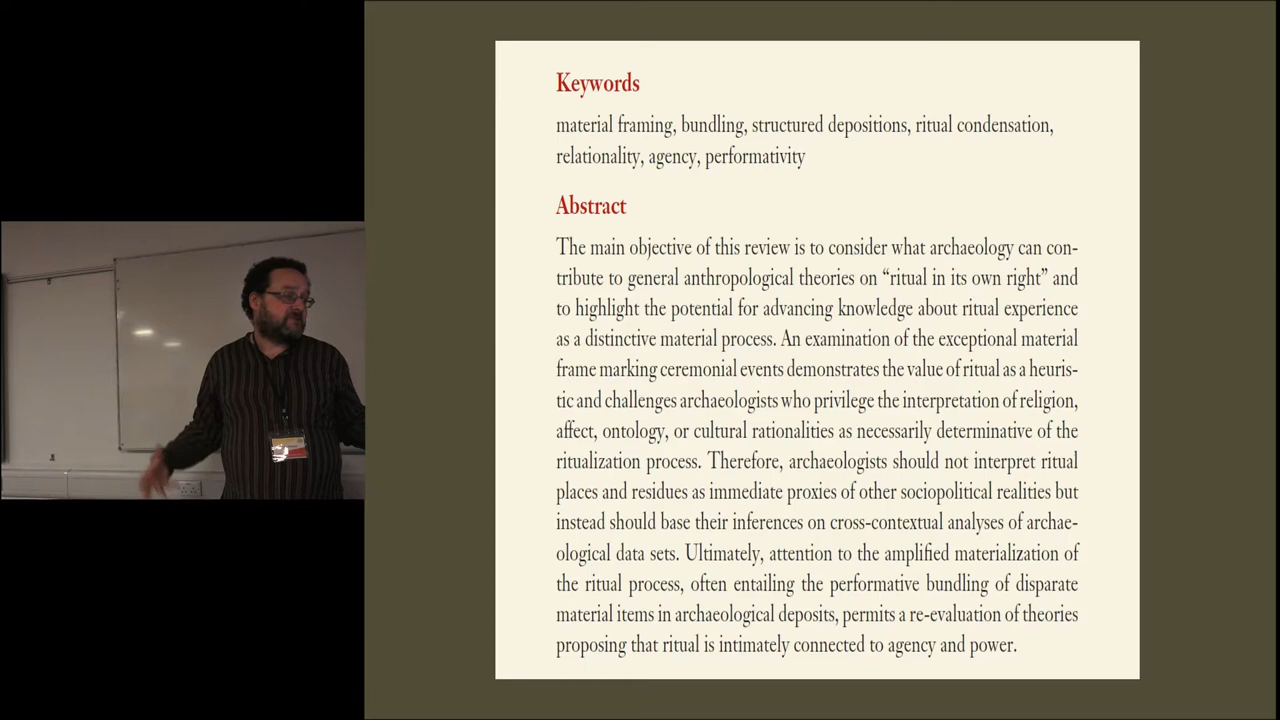 Keywords
material framing, bundling, structured depositions, ritual condensation,
relationality, agency, performativity
Abstract
The main objective of this review is to consider what archaeology can con-
tribute to general anthropological theories on “ritual in its own right” and
to highlight the potential for advancing knowledge about ritual experience
as a distinctive material process. An examination of the exceptional material
frame marking ceremonial events demonstrates the value of ritual as a heuris-
tic and challenges archaeologists who privilege the interpretation of religion,
affect, ontology, or cultural rationalities as necessarily determinative of the
ritualization process. Therefore, archaeologists should not interpret ritual
places and residues as immediate proxies of other sociopolitical realities but
instead should base their inferences on cross-contextual analyses of archae-
ological data sets. Ultimately, attention to the amplified materialization of
the ritual process, often entailing the performative bundling of disparate
material items in archaeological deposits, permits a re-evaluation of theories
proposing that ritual is intimately connected to agency and power.